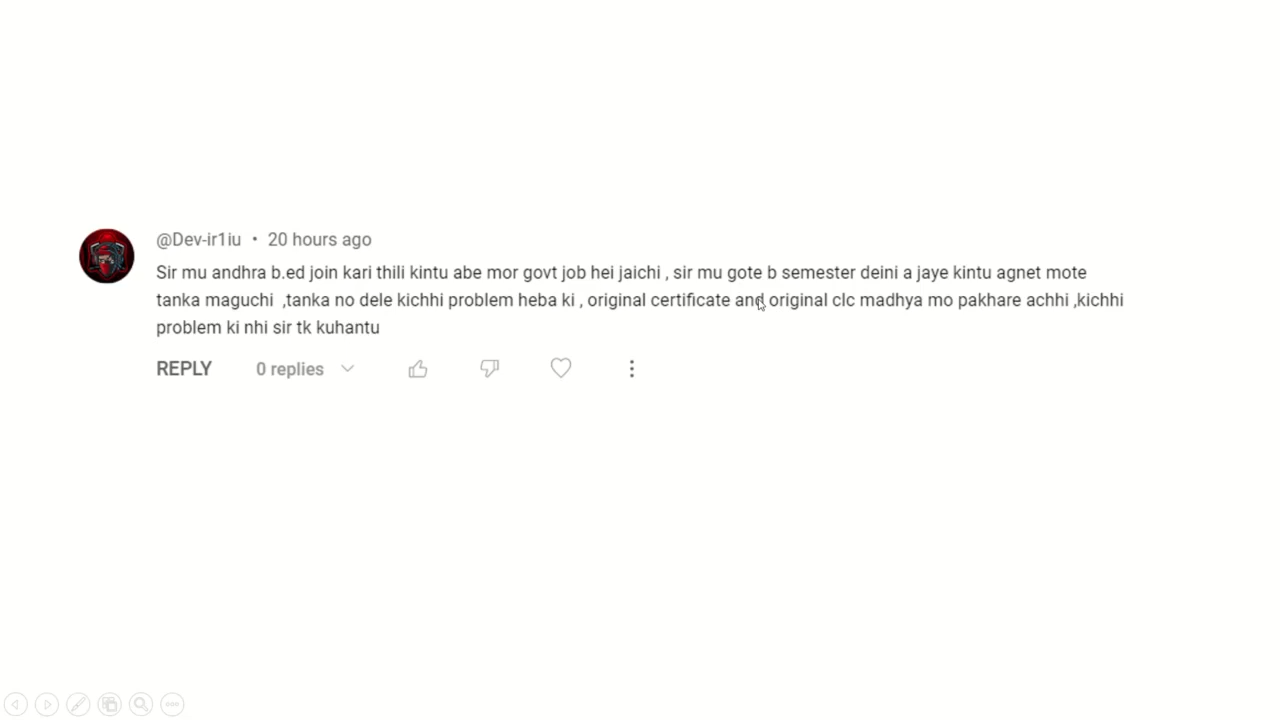 @Dev-ir1iu • 20 hours ago
Sir mu andhra b.ed join kari thili kintu abe mor govt job hei jaichi , sir mu gote b semester deini a jaye kintu agnet mote
tanka maguchi ,tanka no dele kichhi problem heba ki , original certificate and original clc madhya mo pakhare achhi ,kichhi
problem ki nhi sir tk kuhantu
REPLY 0 replies